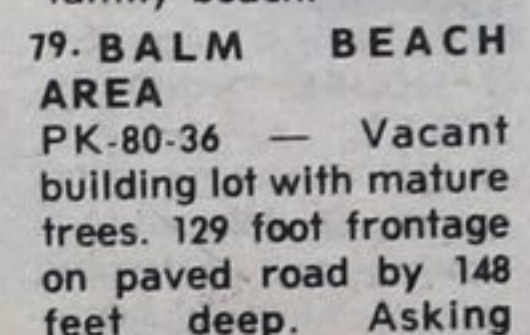 79. BALM BEACH
AREA
PK-80-36 — Vacant
building lot with mature
trees. 129 foot frontage
on paved road by 148
feet deep. Asking